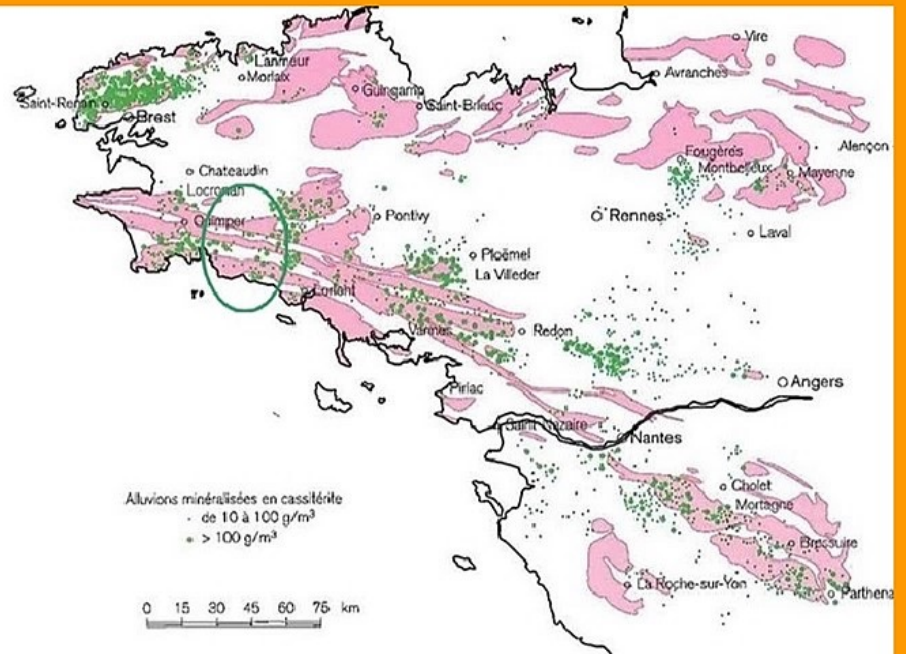 Vire
Lanmeur
Morlaix
Avranches
Guingamp
Saint-Renan
Saint-Brieuc
Brest
Alençon
Fougères
Montbelleux
Chateaudin
Mayenne
Locronan
Quimper
Pontivy
Rennes
Laval
Ploëmel
La Villeder
Lorient
Vannes
Redon
Angers
Piriac
Saint Nazaire
Nantes
Cholet
Mortagne
Alluvions minéralisées en cassitérite
de 10 à 100 g/m³
> 100 g/m³
Bressuire
La Roche-sur-Yon
Parthena
0 15 30 45 60 75 km